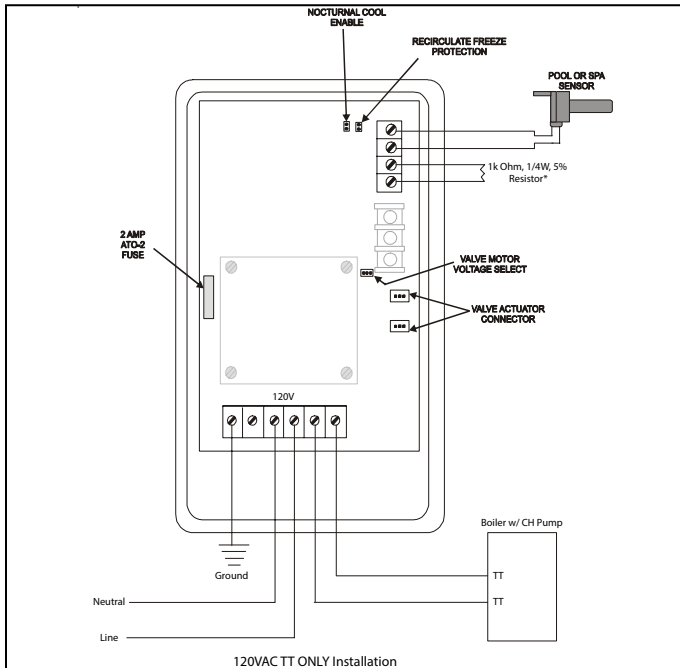 NOCTURNAL COOL
ENABLE
RECIRCULATE FREEZE
PROTECTION
POOL OR SPA
SENSOR
1k Ohm, 1/4W, 5%
Resistor*
2 AMP
ATO-2
FUSE
VALVE MOTOR
VOLTAGE SELECT
VALVE ACTUATOR
CONNECTOR
120V
Boiler w/ CH Pump
TT
TT
Ground
Neutral
Line
120VAC TT ONLY Installation